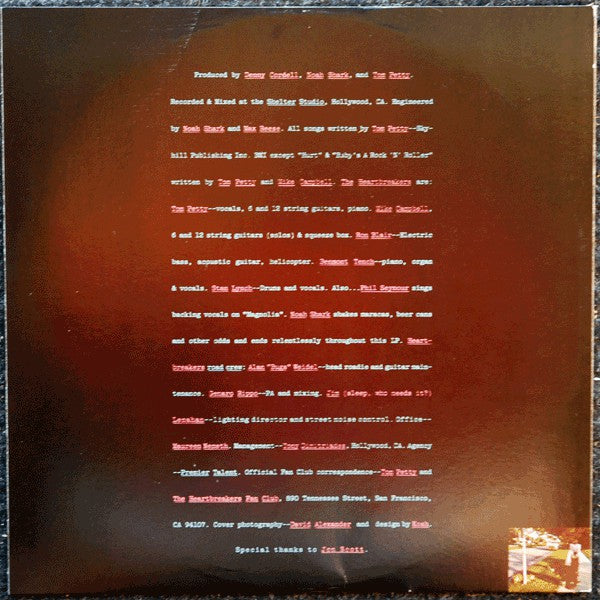 Produced by Denny Cordell, Noah Shark, and Tom Petty.
Recorded & Mixed at the Shelter Studio, Hollywood, CA. Engineered
by Noah Shark and Max Reese. All songs written by Tom Petty--Sky-
hill Publishing Inc. BMI except "Hurt" & "Baby's A Rock 'N' Roller"
written by Tom Petty and Mike Campbell. The Heartbreakers are:
Tom Petty--vocals, 6 and 12 string guitars, piano. Mike Campbell,
6 and 12 string guitars (solos) & squeeze box. Ron Blair--Electric
bass, acoustic guitar, helicopter. Benmont Tench--piano, organ
& vocals. Stan Lynch--Drums and vocals. Also...Phil Seymour sings
backing vocals on "Magnolia". Noah Shark shakes maracas, beer cans
and other odds and ends relentlessly throughout this LP. Heart-
breakers road crew: Alan "Bugs" Weidel--head roadie and guitar main-
tenance. Denaro Rippo--PA and mixing. Jim (sleep, who needs it?)
Lenahan--lighting director and street noise control. Office--
Maureen Nemeth. Management--Tony Dimitriades, Hollywood, CA. Agency
--Premier Talent. Official Fan Club correspondence--Tom Petty and
The Heartbreakers Fan Club, 890 Tennessee Street, San Francisco,
CA 94107. Cover photography--David Alexander and design by Koah.
Special thanks to Jon Scott.